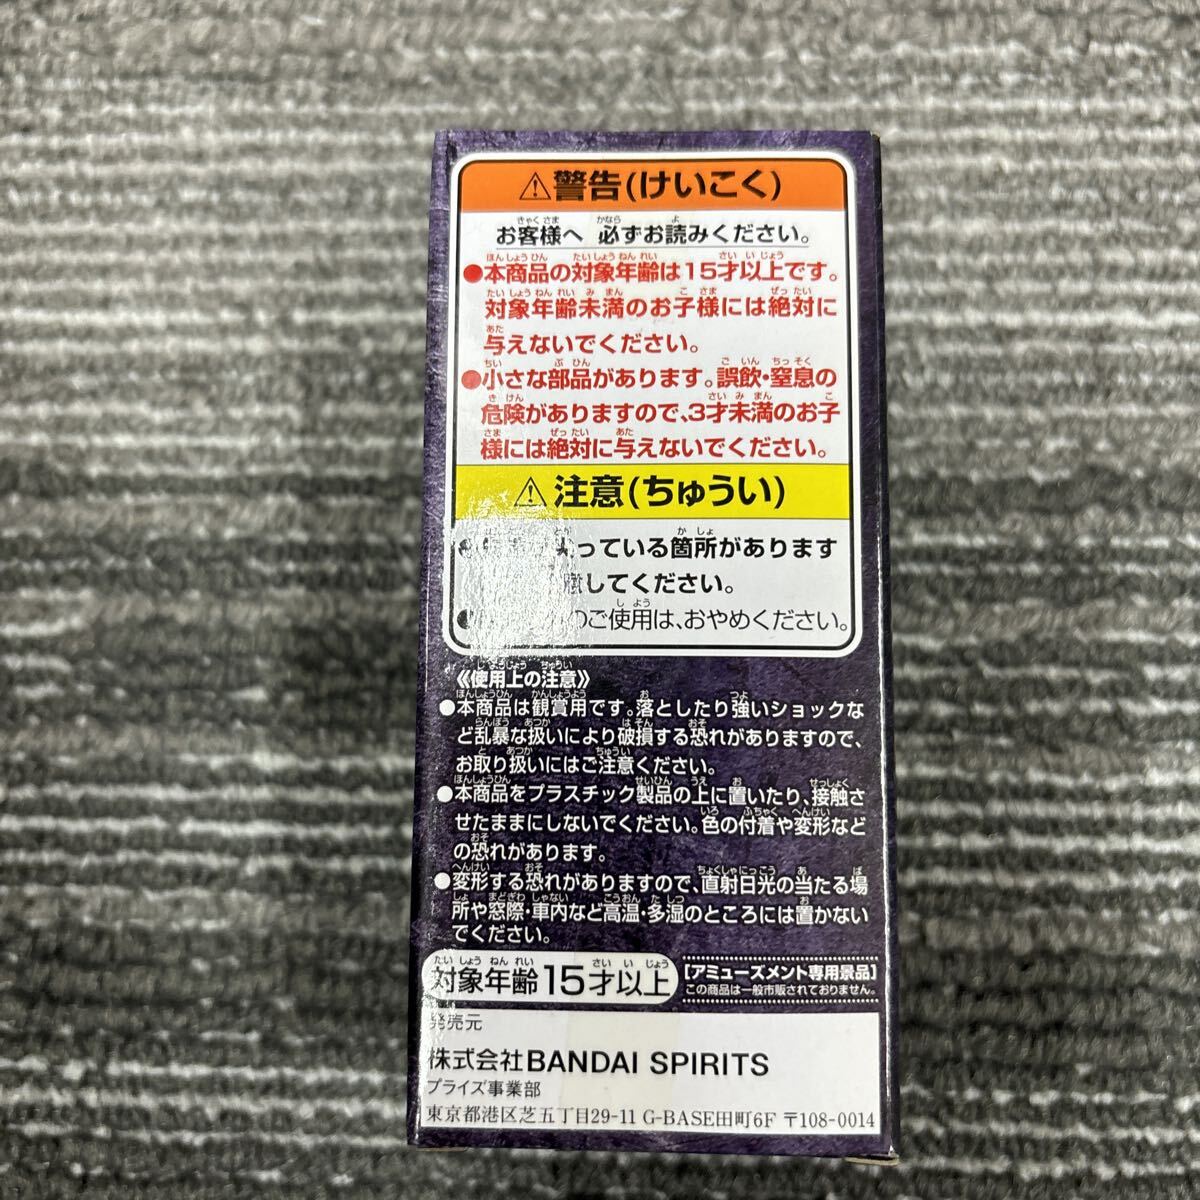 ⚠警告(けいこく)
お客様へ 必ずお読みください。
●本商品の対象年齢は15才以上です。
対象年齢未満のお子様には絶対に
与えないでください。
●小さな部品があります。誤飲・窒息の
危険がありますので、3才未満のお子
様には絶対に与えないでください。
⚠注意(ちゅうい)
っている箇所があります
してください。
のご使用は、おやめください。
《使用上の注意》
●本商品は観賞用です。落としたり強いショックな
ど乱暴な扱いにより破損する恐れがありますので、
お取り扱いにはご注意ください。
●本商品をプラスチック製品の上に置いたり、接触さ
せたままにしないでください。色の付着や変形など
の恐れがあります。
●変形する恐れがありますので、直射日光の当たる場
所や窓際・車内など高温・多湿のところには置かない
でください。
対象年齢15才以上
[アミューズメント専用景品]
この商品は一般市販されておりません。
発売元
株式会社BANDAI SPIRITS
プライズ事業部
東京都港区芝五丁目29-11 G-BASE田町6F 〒108-0014